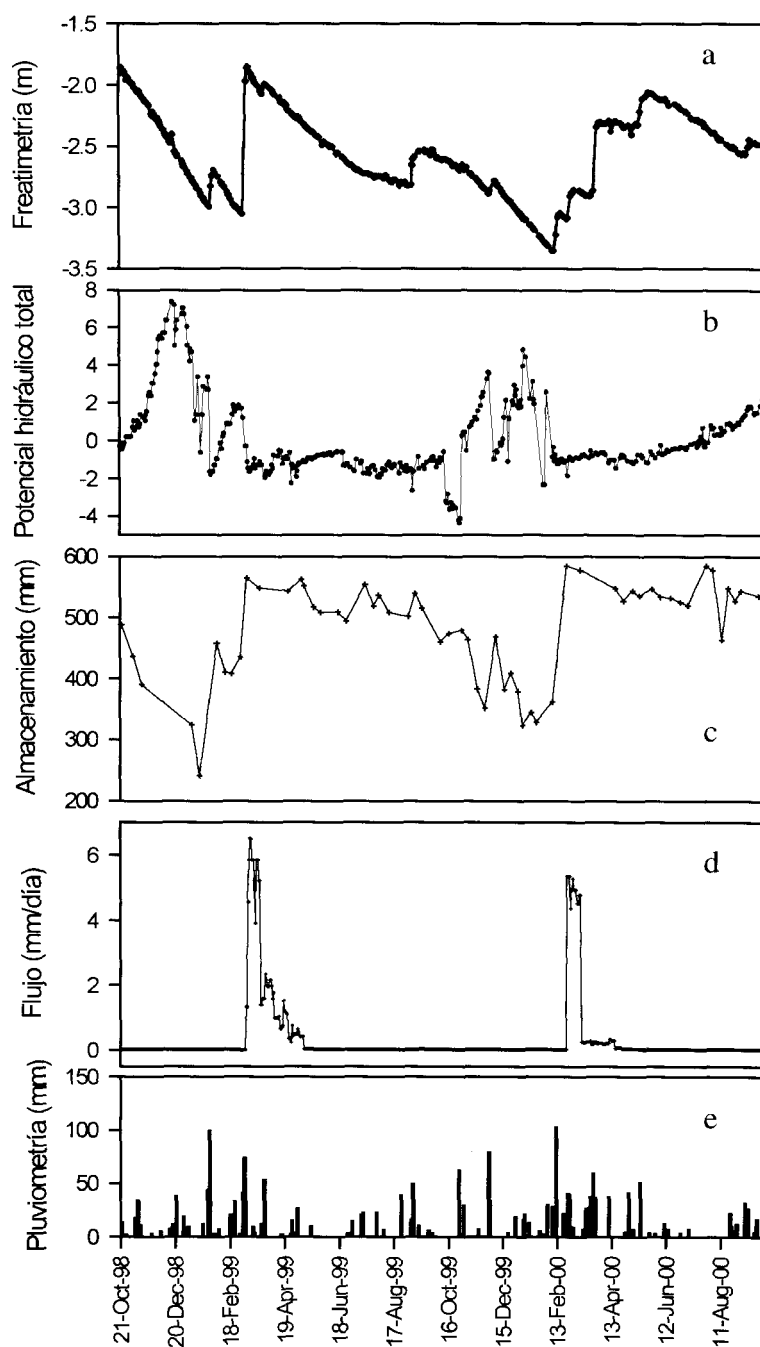 a
Freatimetría (m)
-1.5
-2.0
-2.5
-3.0
-3.5
b
Potencial hidráulico total
8
6
4
2
0
-2
-4
c
Almacenamiento (mm)
600
500
400
300
200
d
Flujo (mm/día)
6
4
2
0
e
Pluviometría (mm)
150
100
50
0
21-Oct-98
20-Dec-98
18-Feb-99
19-Apr-99
18-Jun-99
17-Aug-99
16-Oct-99
15-Dec-99
13-Feb-00
13-Apr-00
12-Jun-00
11-Aug-00